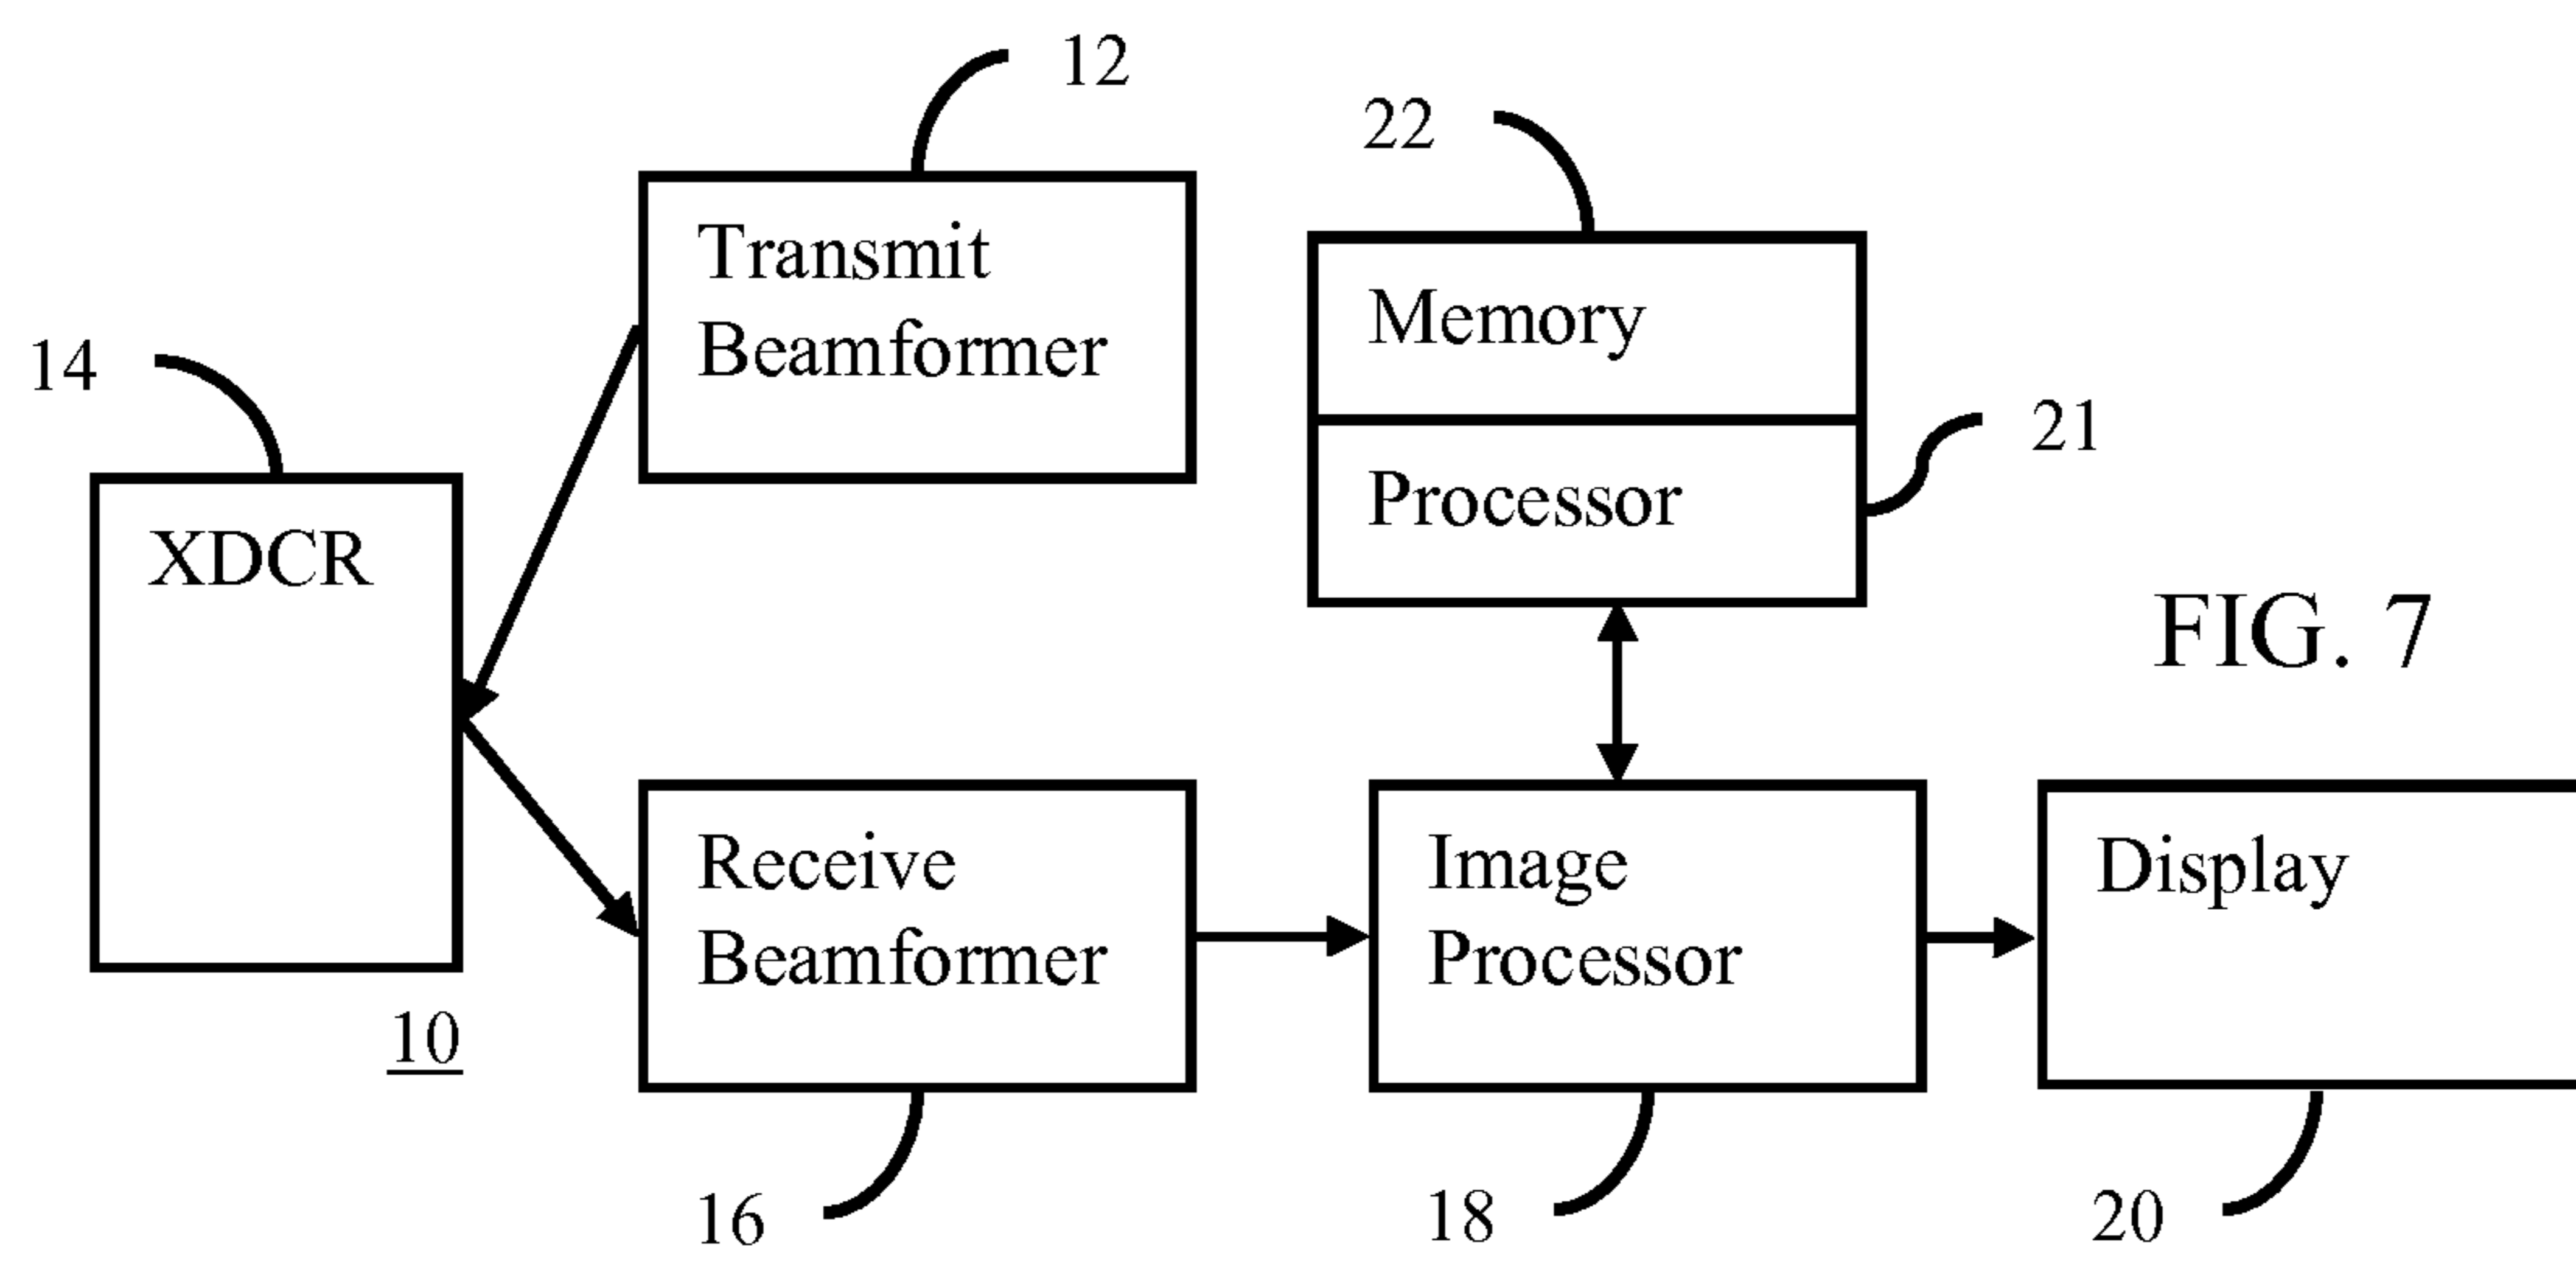 12
22
Transmit
Beamformer
Memory
14
21
Processor
XDCR
FIG. 7
Receive
Beamformer
Image
Processor
Display
10
16
18
20